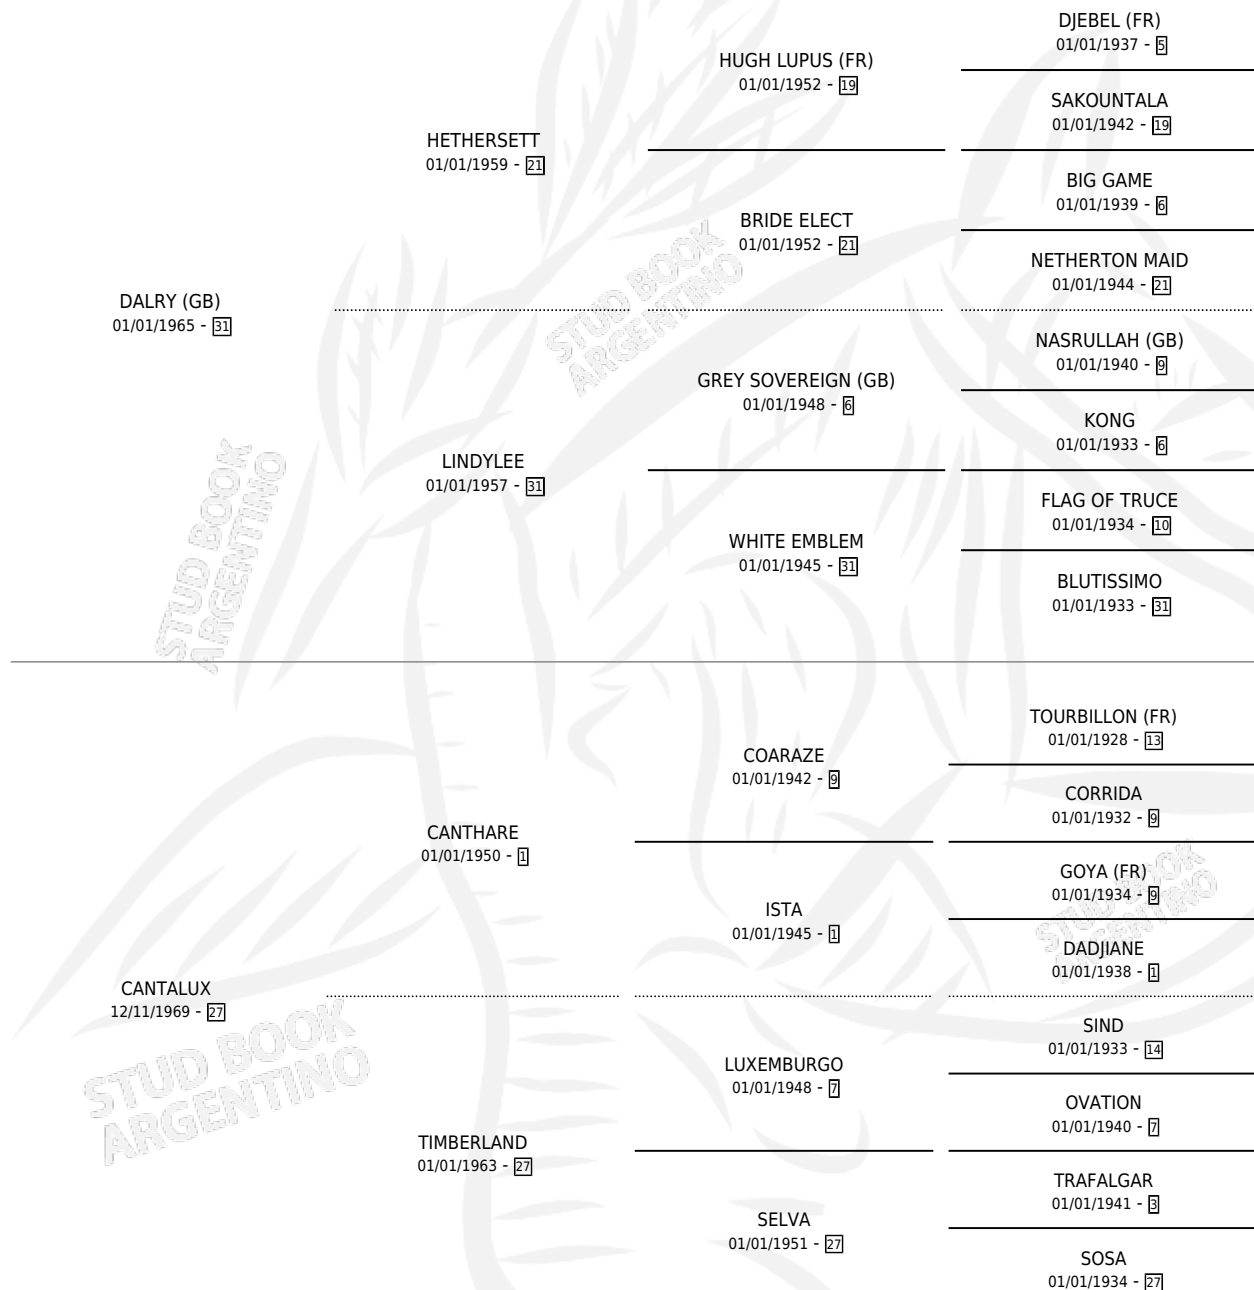 DALRY (GB)
01/01/1965 - 31
HETHERSETT
01/01/1959 - 21
LINDYLEE
01/01/1957 - 31
HUGH LUPUS (FR)
01/01/1952 - 19
BRIDE ELECT
01/01/1952 - 21
GREY SOVEREIGN (GB)
01/01/1948 - 6
WHITE EMBLEM
01/01/1945 - 31
DJEBEL (FR)
01/01/1937 - 5
SAKOUNTALA
01/01/1942 - 19
BIG GAME
01/01/1939 - 6
NETHERTON MAID
01/01/1944 - 21
NASRULLAH (GB)
01/01/1940 - 9
KONG
01/01/1933 - 6
FLAG OF TRUCE
01/01/1934 - 10
BLUTISSIMO
01/01/1933 - 31
CANTALUX
12/11/1969 - 27
CANTHARE
01/01/1950 - 1
TIMBERLAND
01/01/1963 - 27
COARAZE
01/01/1942 - 9
ISTA
01/01/1945 - 1
LUXEMBURGO
01/01/1948 - 7
SELVA
01/01/1951 - 27
TOURBILLON (FR)
01/01/1928 - 13
CORRIDA
01/01/1932 - 9
GOYA (FR)
01/01/1934 - 9
DADJIANE
01/01/1938 - 1
SIND
01/01/1933 - 14
OVATION
01/01/1940 - 7
TRAFALGAR
01/01/1941 - 3
SOSA
01/01/1934 - 27
STUD BOOK
ARGENTINO
STUD BOOK
ARGENTINO
STUD BOOK
ARGENTINO
STUD BOOK
ARGENTINO